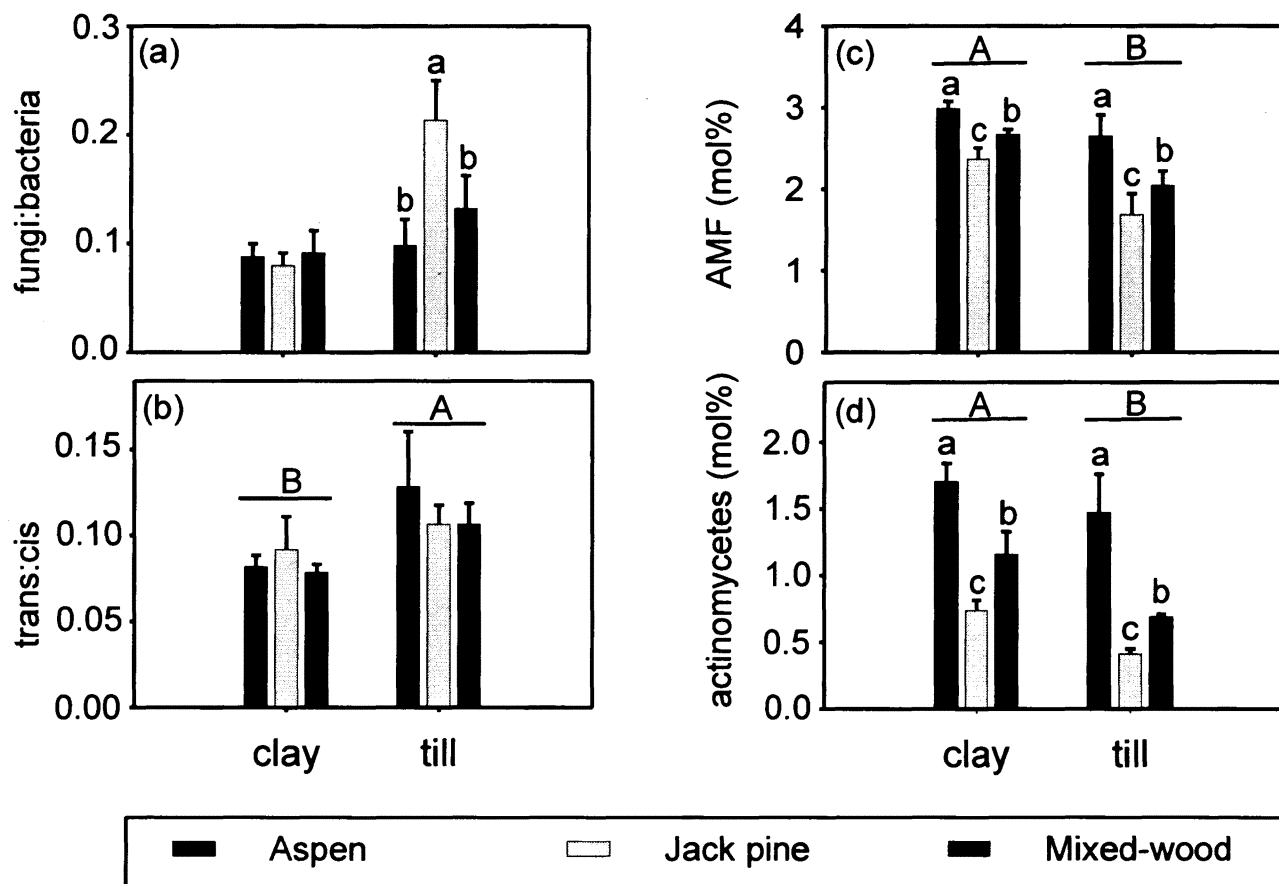 (a)
fungi:bacteria
0.3
0.2
0.1
0.0
a
b
b
(b)
trans:cis
0.15
0.10
0.05
0.00
B
A
clay
till
(c)
AMF (mol%)
4
3
2
1
0
A
B
a
c
b
a
c
b
(d)
actinomycetes (mol%)
2.0
1.5
1.0
0.5
0.0
A
B
a
c
b
a
c
b
clay
till
Aspen
Jack pine
Mixed-wood